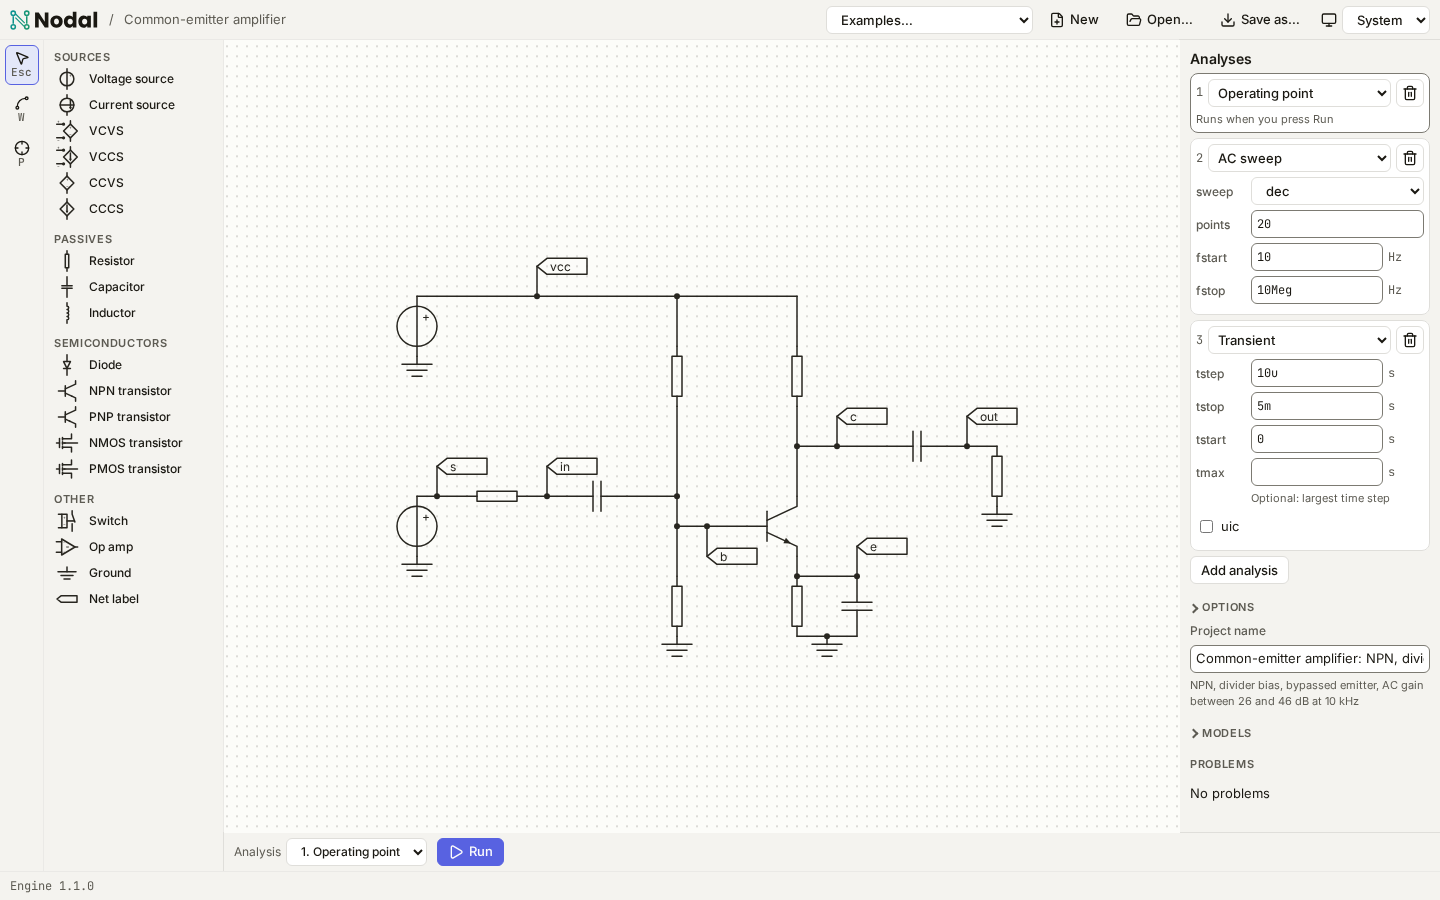 Nodal / Common-emitter amplifier
Examples... New Open... Save as... System
Esc
W
P
SOURCES
Voltage source
Current source
VCVS
VCCS
CCVS
CCCS
PASSIVES
Resistor
Capacitor
Inductor
SEMICONDUCTORS
Diode
NPN transistor
PNP transistor
NMOS transistor
PMOS transistor
OTHER
Switch
Op amp
Ground
Net label
vcc
+
c
out
s
in
+
b
e
Analyses
1 Operating point
Runs when you press Run
2 AC sweep
sweep dec
points 20
fstart 10 Hz
fstop 10Meg Hz
3 Transient
tstep 10u s
tstop 5m s
tstart 0 s
tmax s
Optional: largest time step
uic
Add analysis
OPTIONS
Project name
Common-emitter amplifier: NPN, divi
NPN, divider bias, bypassed emitter, AC gain
between 26 and 46 dB at 10 kHz
MODELS
PROBLEMS
No problems
Analysis 1. Operating point Run
Engine 1.1.0